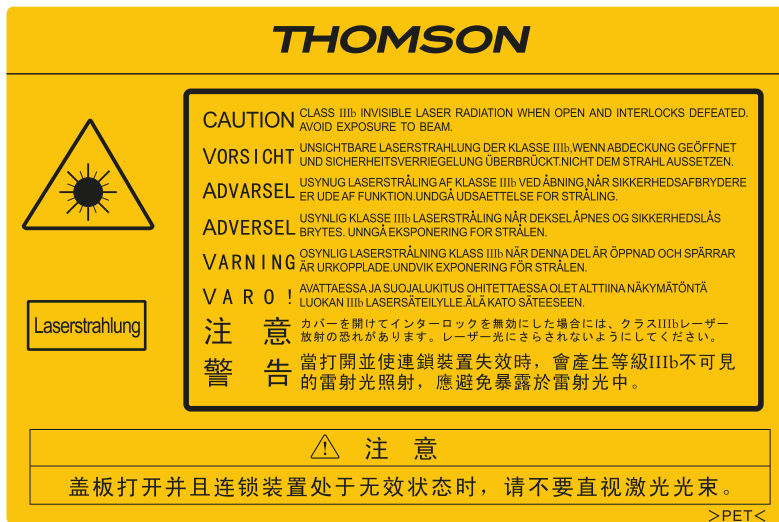 THOMSON
CAUTION CLASS IIIb INVISIBLE LASER RADIATION WHEN OPEN AND INTERLOCKS DEFEATED.
AVOID EXPOSURE TO BEAM.
VORSICHT UNSICHTBARE LASERSTRAHLUNG DER KLASSE IIIb,WENN ABDECKUNG GEÖFFNET
UND SICHERHEITSVERRIEGELUNG ÜBERBRÜCKT.NICHT DEM STRAHL AUSSETZEN.
ADVARSEL USYNUG LASERSTRÅLING AF KLASSE IIIb VED ÅBNING,NÅR SIKKERHEDSAFBRYDERE
ER UDE AF FUNKTION.UNDGÅ UDSAETTELSE FOR STRÅLING.
ADVERSEL USYNLIG KLASSE IIIb LASERSTRÅLING NÅR DEKSEL ÅPNES OG SIKKERHEDSLÅS
BRYTES. UNNGÅ EKSPONERING FOR STRÅLEN.
VARNING OSYNLIG LASERSTRÅLNING KLASS IIIb NÄR DENNA DEL ÄR ÖPPNAD OCH SPÄRRAR
ÄR URKOPPLADE.UNDVIK EXPONERING FÖR STRÅLEN.
VARO! AVATTAESSA JA SUOJALUKITUS OHITETTAESSA OLET ALTTIINA NÄKYMÄTÖNTÄ
LUOKAN IIIb LASERSÄTEILYLLE.ÄLÄ KATO SÄTEESEEN.
注 意 カバーを開けてインターロックを無効にした場合には、クラスIIIbレーザー
放射の恐れがあります。レーザー光にさらされないようにしてください。
警 告 當打開並使連鎖裝置失效時，會產生等級IIIb不可見
的雷射光照射，應避免暴露於雷射光中。
Laserstrahlung
注 意
盖板打开并且连锁装置处于无效状态时，请不要直视激光光束。
>PET<